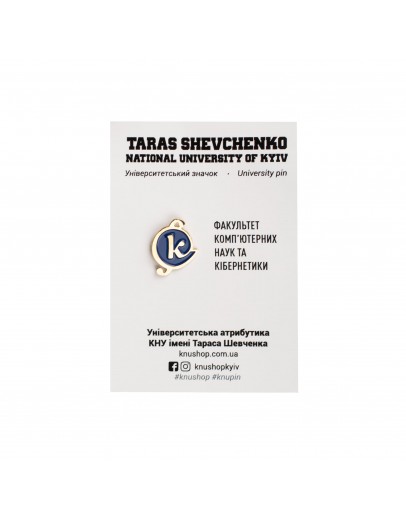 TARAS SHEVCHENKO
NATIONAL UNIVERSITY OF KYIV
Університетський значок · University pin
k
ФАКУЛЬТЕТ
КОМП'ЮТЕРНИХ
НАУК ТА
КІБЕРНЕТИКИ
Університетська атрибутика
КНУ імені Тараса Шевченка
knushop.com.ua
knushopkyiv
#knushop #knupin